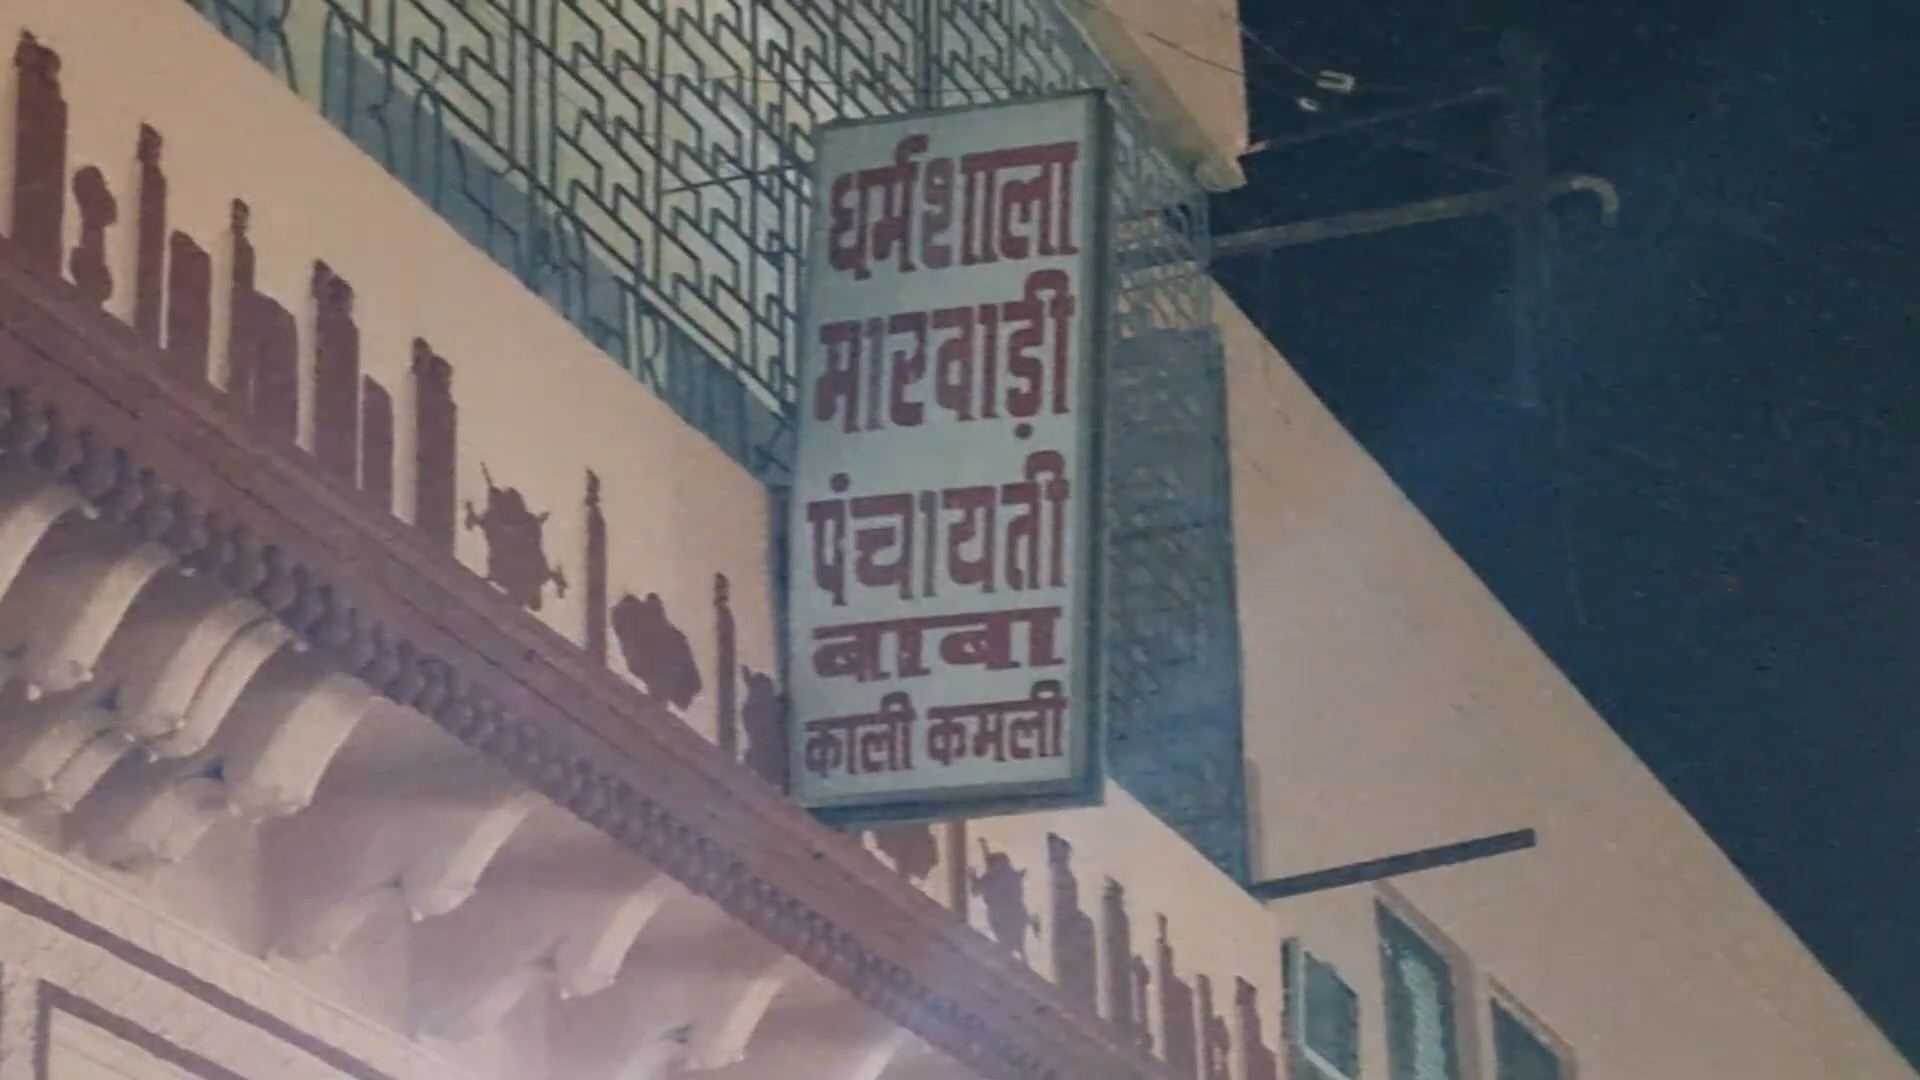 धर्मशाला
मारवाड़ी
पंचायती
बाबा
काली कमली